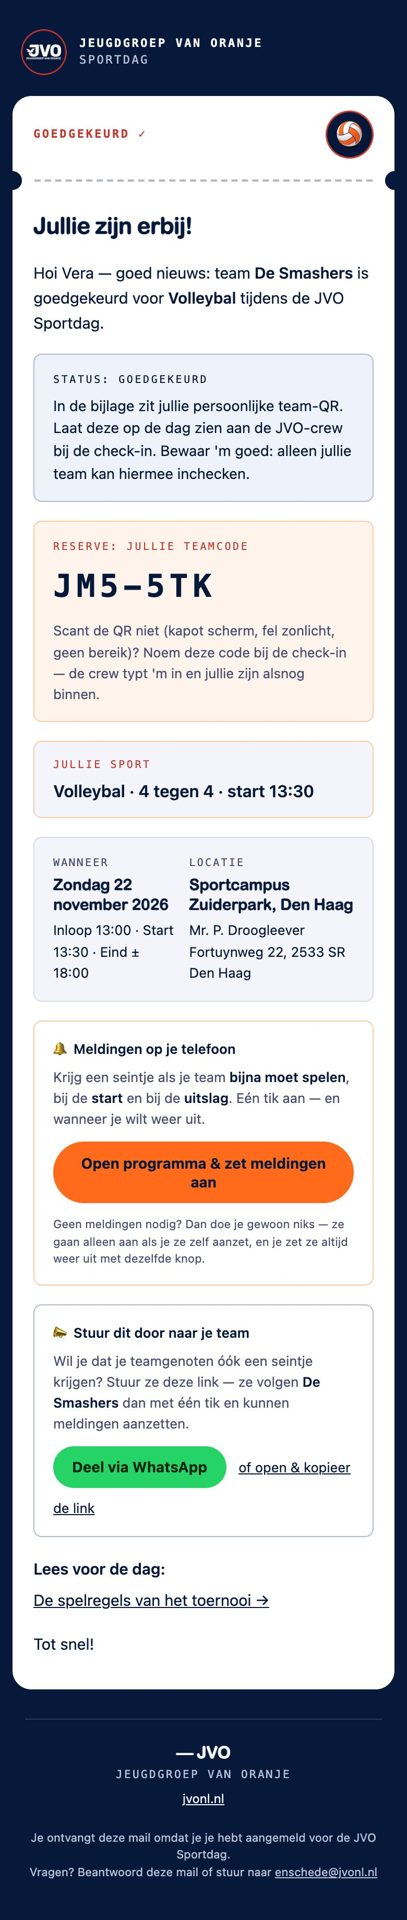 JVO
JEUGDGROEP VAN ORANJE
SPORTDAG
GOEDGEKEURD ✓
Jullie zijn erbij!
Hoi Vera — goed nieuws: team De Smashers is
goedgekeurd voor Volleybal tijdens de JVO
Sportdag.
STATUS: GOEDGEKEURD
In de bijlage zit jullie persoonlijke team-QR.
Laat deze op de dag zien aan de JVO-crew
bij de check-in. Bewaar 'm goed: alleen jullie
team kan hiermee inchecken.
RESERVE: JULLIE TEAMCODE
JM5-5TK
Scant de QR niet (kapot scherm, fel zonlicht,
geen bereik)? Noem deze code bij de check-in
— de crew typt 'm in en jullie zijn alsnog
binnen.
JULLIE SPORT
Volleybal · 4 tegen 4 · start 13:30
WANNEER
Zondag 22
november 2026
Inloop 13:00 · Start
13:30 · Eind ±
18:00
LOCATIE
Sportcampus
Zuiderpark, Den Haag
Mr. P. Droogleever
Fortuynweg 22, 2533 SR
Den Haag
🔔 Meldingen op je telefoon
Krijg een seintje als je team bijna moet spelen,
bij de start en bij de uitslag. Eén tik aan — en
wanneer je wilt weer uit.
Open programma & zet meldingen
aan
Geen meldingen nodig? Dan doe je gewoon niks — ze
gaan alleen aan als je ze zelf aanzet, en je zet ze altijd
weer uit met dezelfde knop.
📣 Stuur dit door naar je team
Wil je dat je teamgenoten óók een seintje
krijgen? Stuur ze deze link — ze volgen De
Smashers dan met één tik en kunnen
meldingen aanzetten.
Deel via WhatsApp of open & kopieer
de link
Lees voor de dag:
De spelregels van het toernooi →
Tot snel!
— JVO
JEUGDGROEP VAN ORANJE
jvonl.nl
Je ontvangt deze mail omdat je je hebt aangemeld voor de JVO
Sportdag.
Vragen? Beantwoord deze mail of stuur naar enschede@jvonl.nl